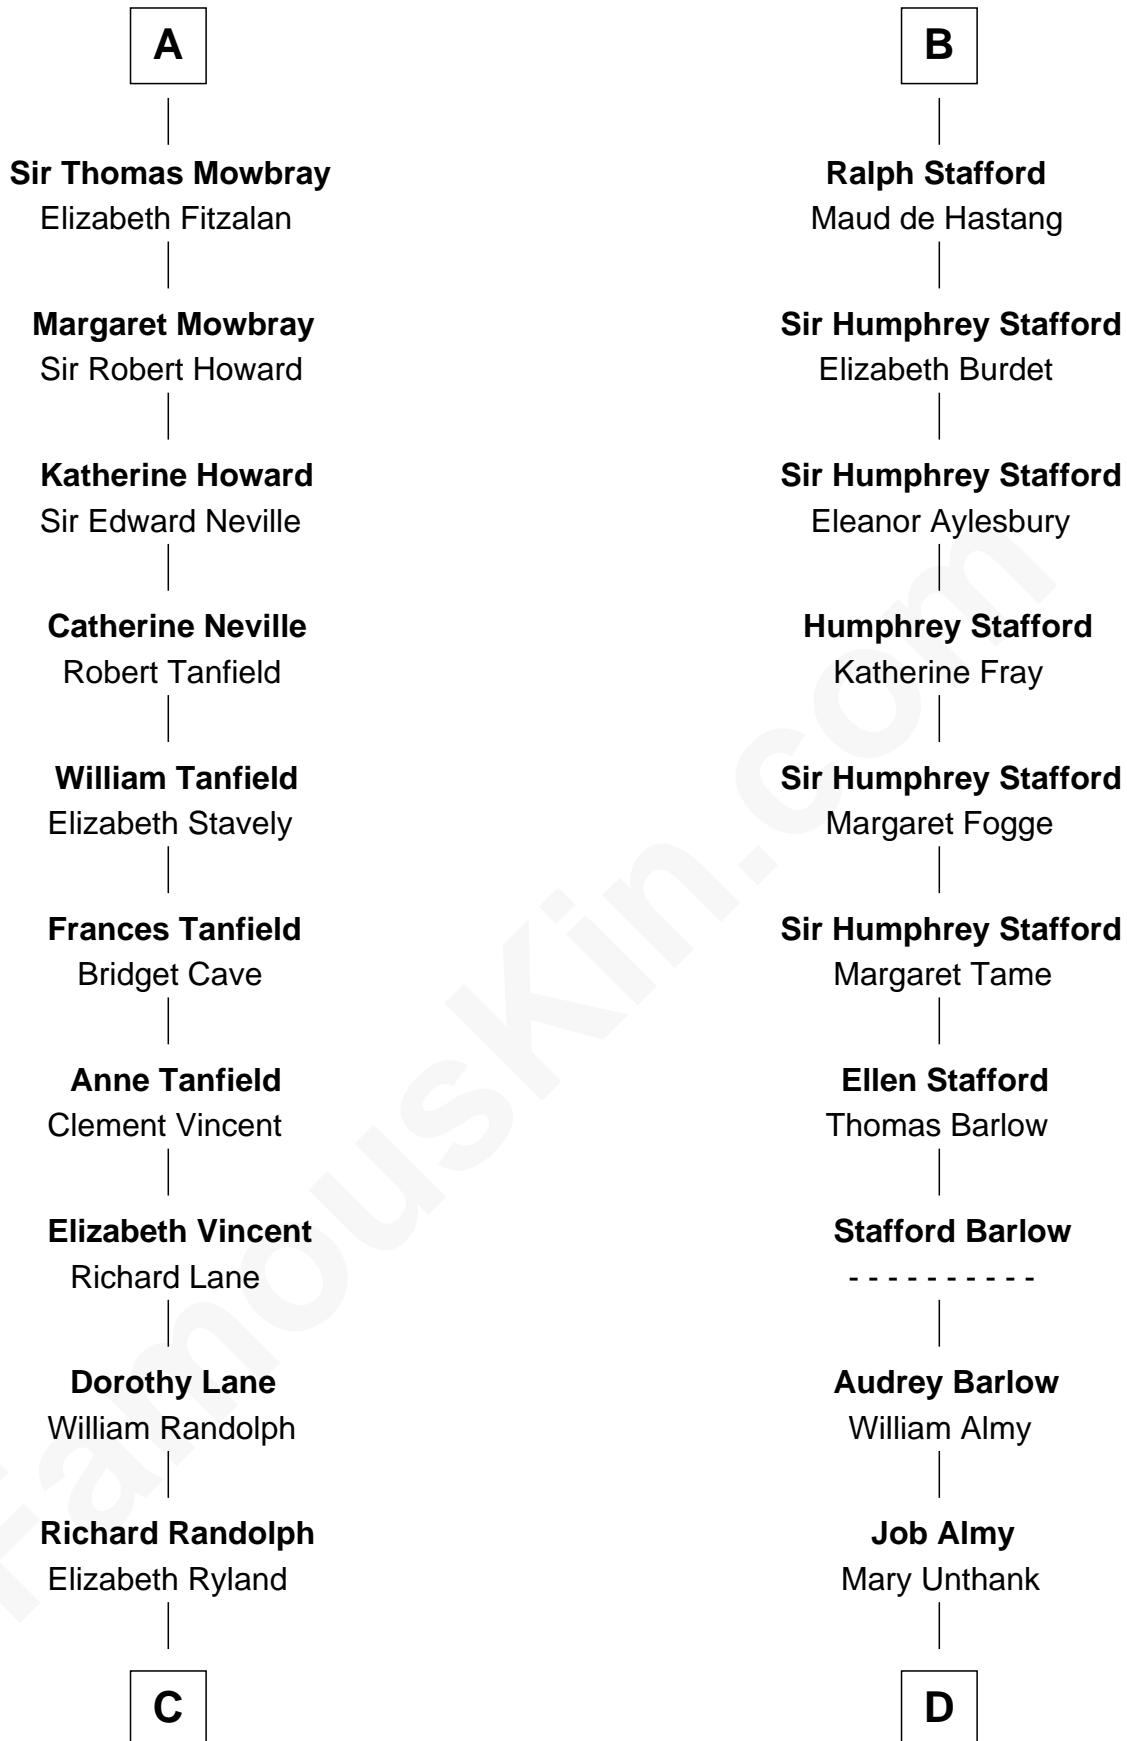 A
Sir Thomas Mowbray
Elizabeth Fitzalan
Margaret Mowbray
Sir Robert Howard
Katherine Howard
Sir Edward Neville
Catherine Neville
Robert Tanfield
William Tanfield
Elizabeth Stavely
Frances Tanfield
Bridget Cave
Anne Tanfield
Clement Vincent
Elizabeth Vincent
Richard Lane
Dorothy Lane
William Randolph
Richard Randolph
Elizabeth Ryland
C
B
Ralph Stafford
Maud de Hastang
Sir Humphrey Stafford
Elizabeth Burdet
Sir Humphrey Stafford
Eleanor Aylesbury
Humphrey Stafford
Katherine Fray
Sir Humphrey Stafford
Margaret Fogge
Sir Humphrey Stafford
Margaret Tame
Ellen Stafford
Thomas Barlow
Stafford Barlow
- - - - - - - - - -
Audrey Barlow
William Almy
Job Almy
Mary Unthank
D
FamousKin.com